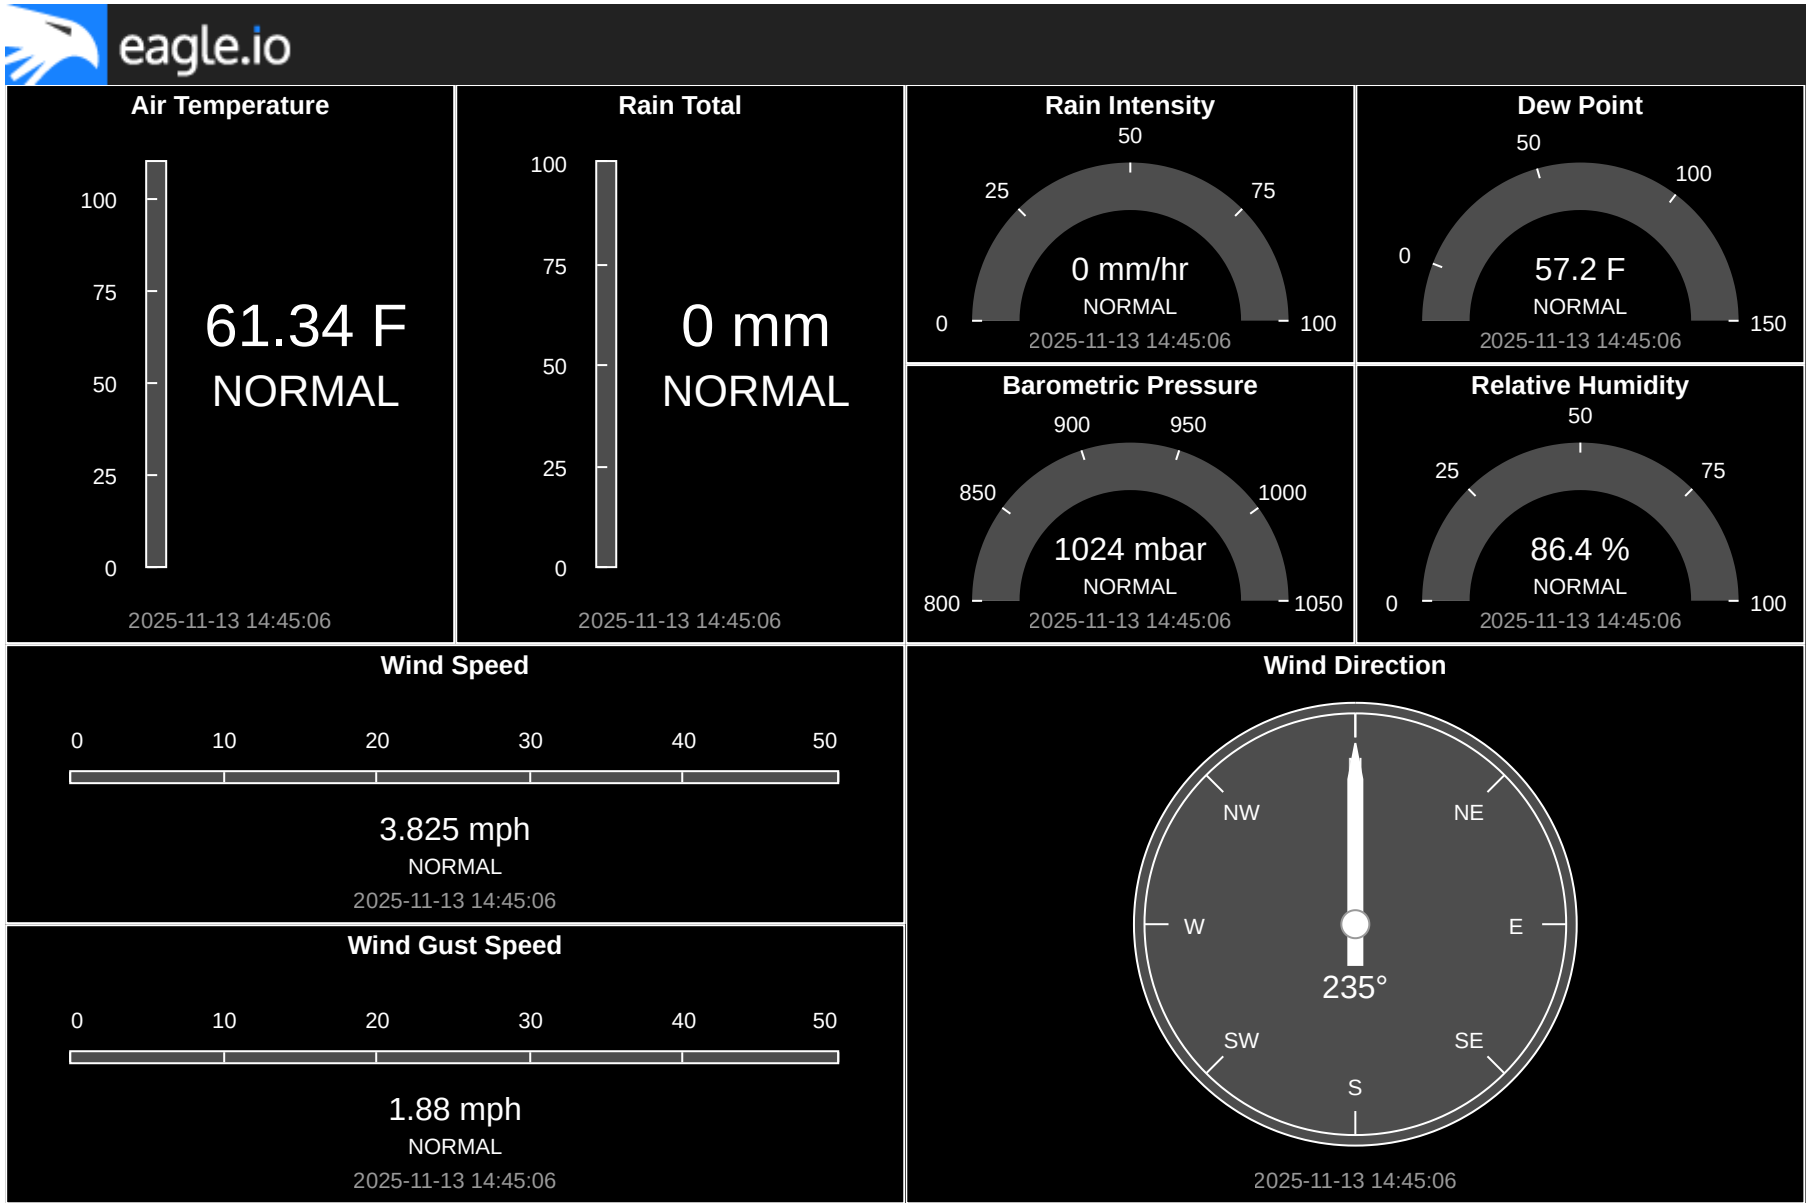 eagle.io
Air Temperature
100
75
50
25
0
61.34 F
NORMAL
2025-11-13 14:45:06
Rain Total
100
75
50
25
0
0 mm
NORMAL
2025-11-13 14:45:06
Rain Intensity
50
25
75
0
100
0 mm/hr
NORMAL
2025-11-13 14:45:06
Dew Point
50
100
0
150
57.2 F
NORMAL
2025-11-13 14:45:06
Barometric Pressure
900
950
850
1000
800
1050
1024 mbar
NORMAL
2025-11-13 14:45:06
Relative Humidity
50
25
75
0
100
86.4 %
NORMAL
2025-11-13 14:45:06
Wind Speed
0 10 20 30 40 50
3.825 mph
NORMAL
2025-11-13 14:45:06
Wind Gust Speed
0 10 20 30 40 50
1.88 mph
NORMAL
2025-11-13 14:45:06
Wind Direction
NW NE
W E
235°
SW SE
S
2025-11-13 14:45:06